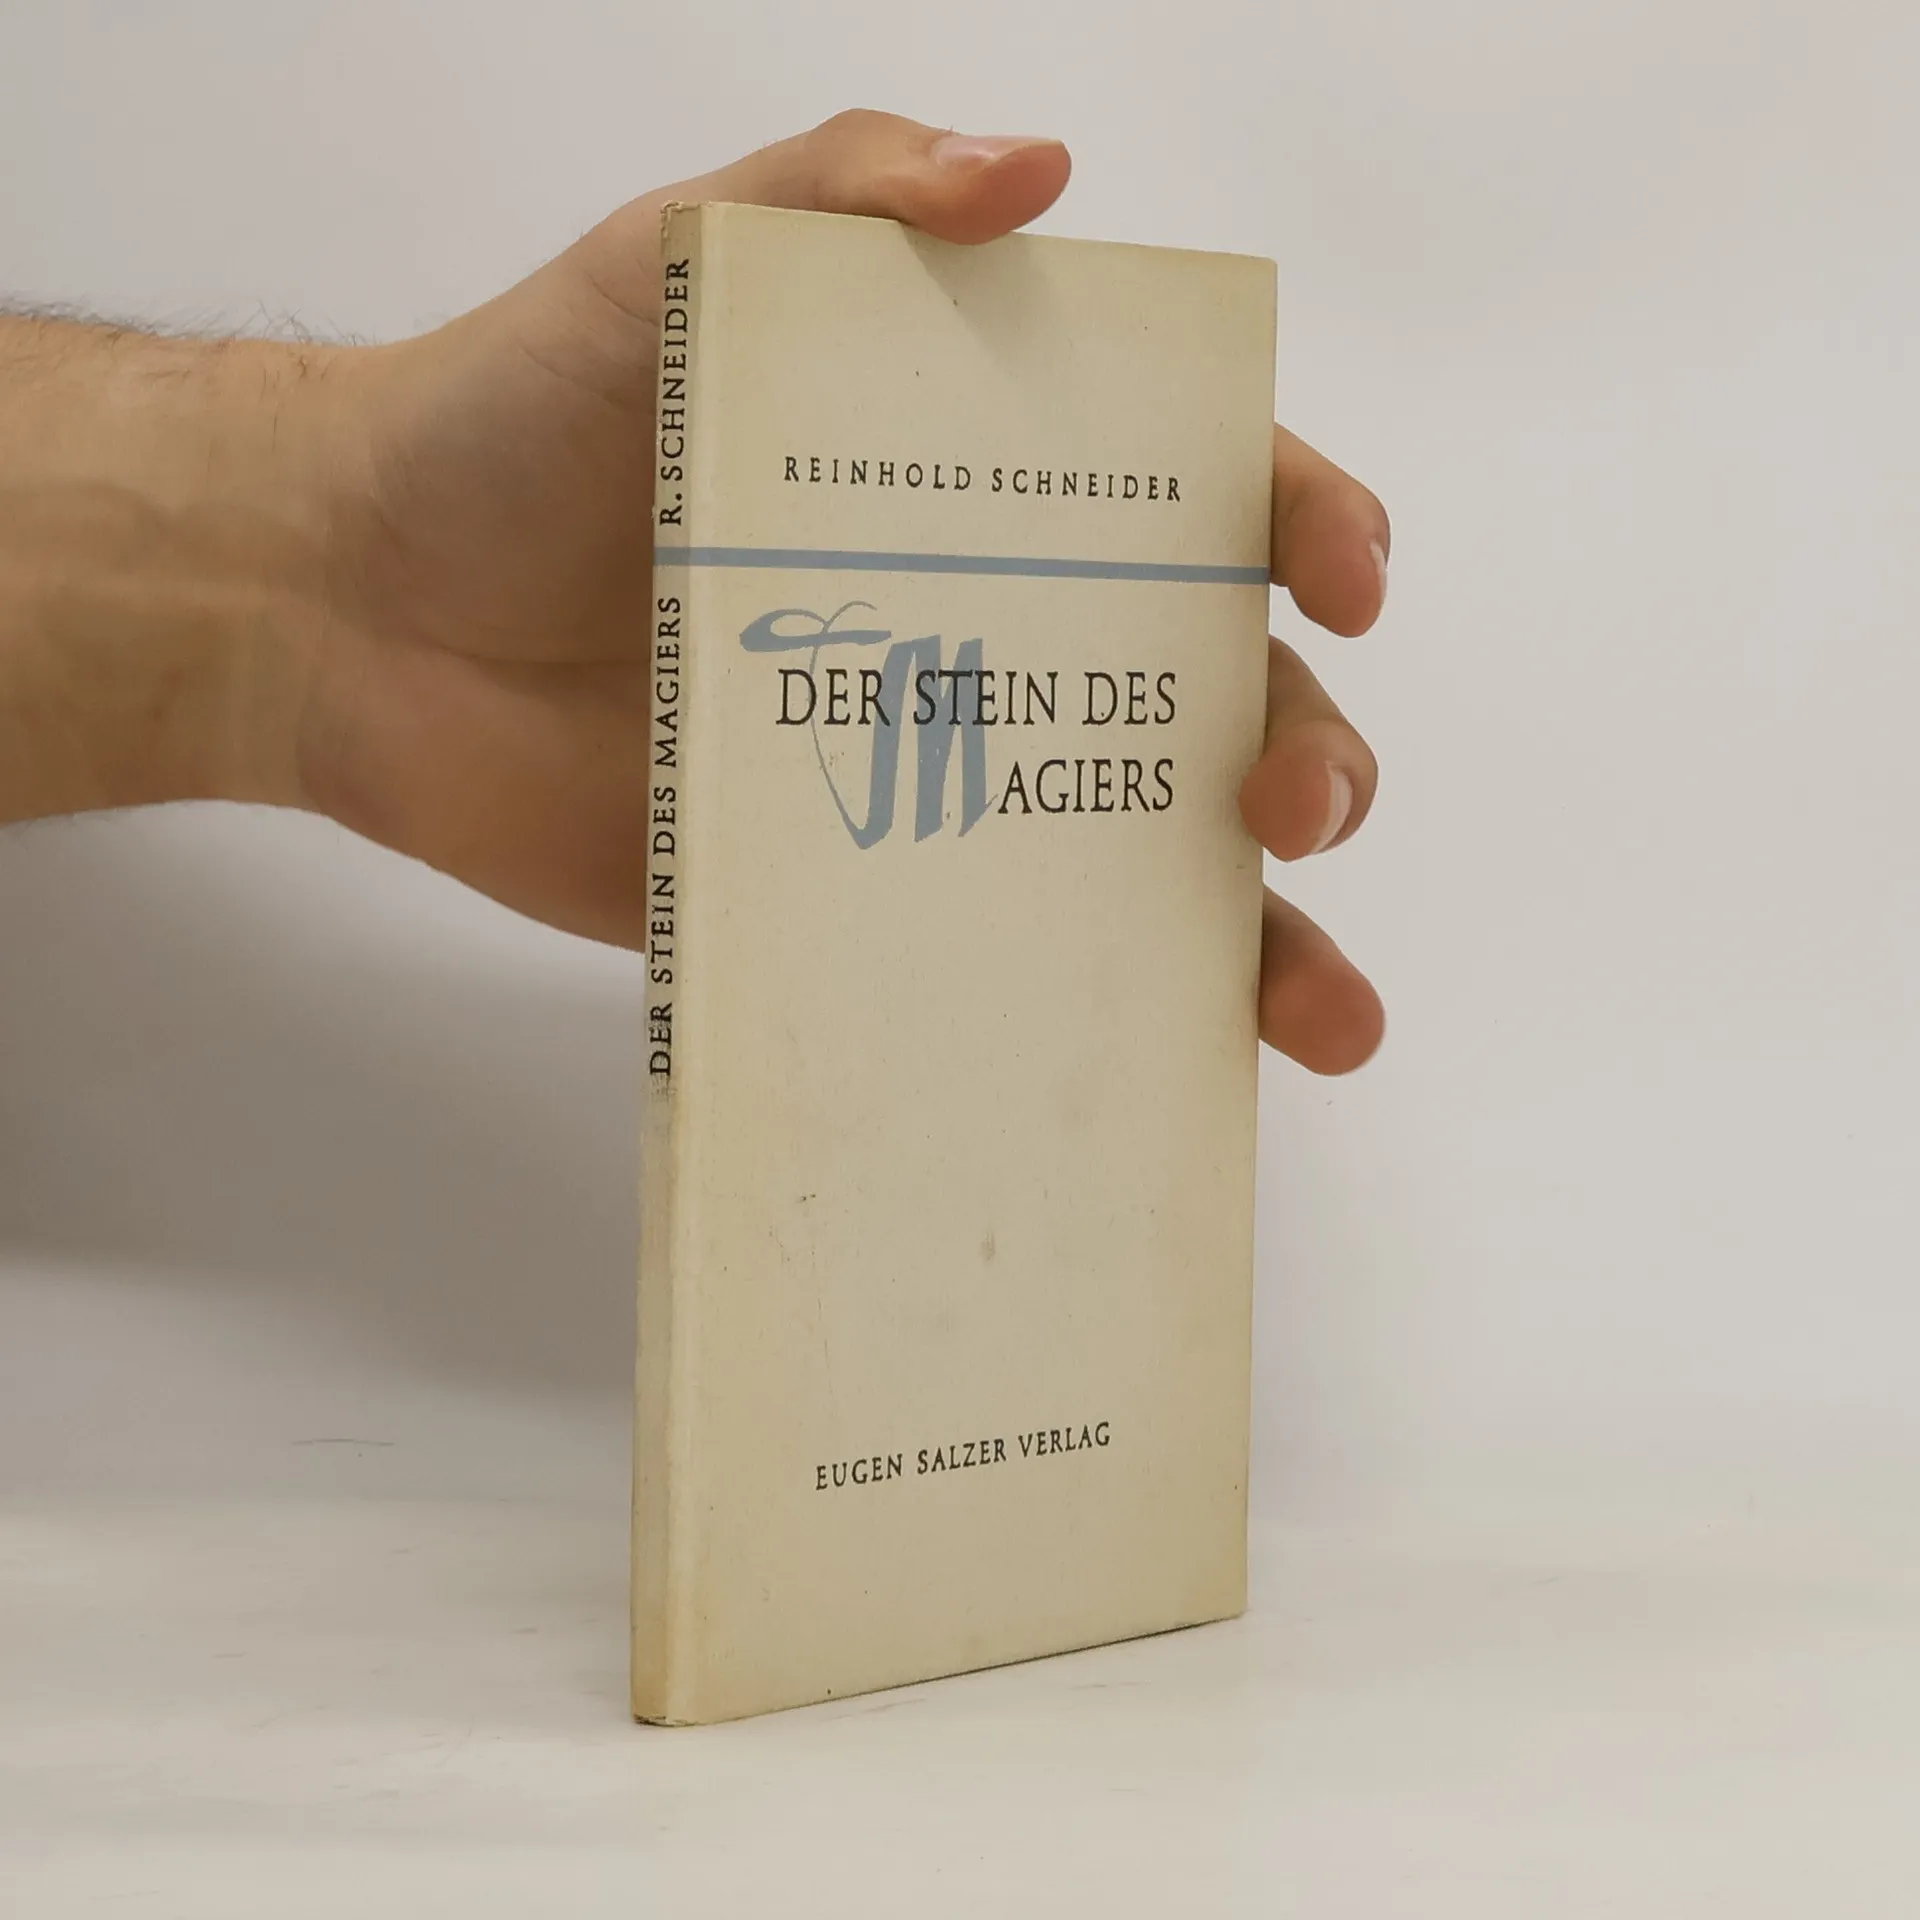 DER STEIN DES MAGIERS R. SCHNEIDER
REINHOLD SCHNEIDER
DER STEIN DES
MAGIERS
EUGEN SALZER VERLAG